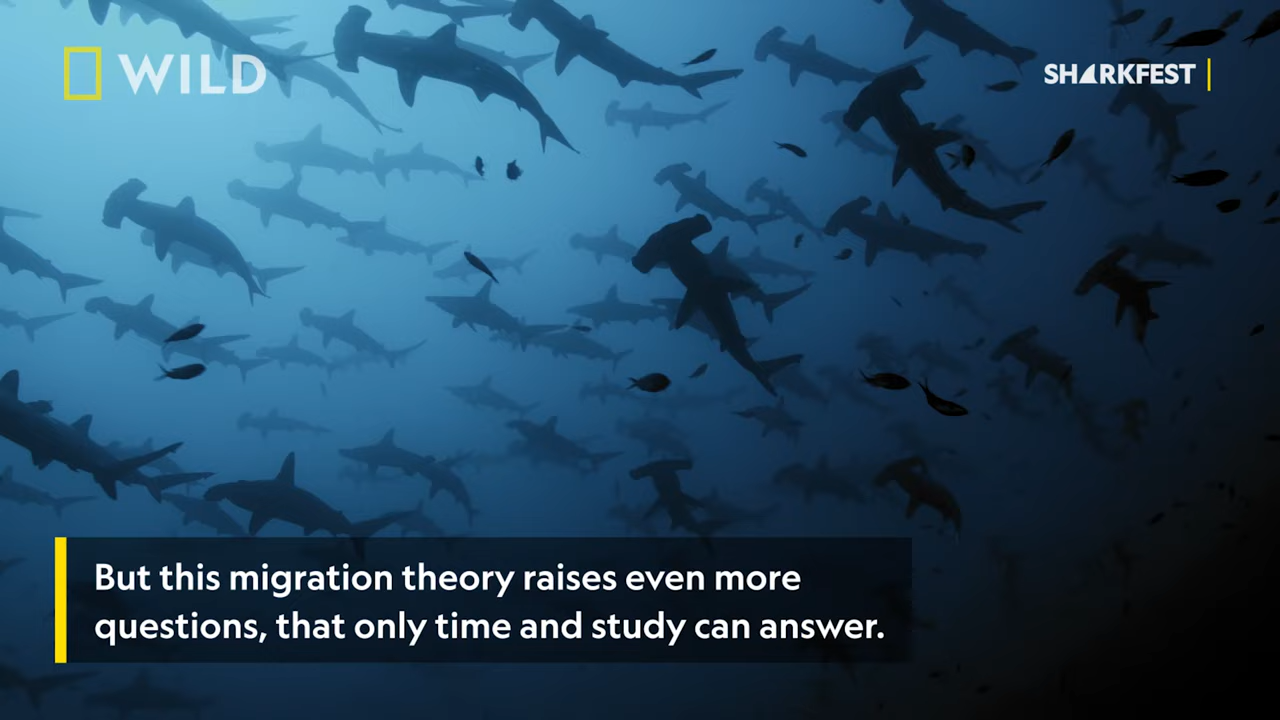 WILD
SHARKFEST
But this migration theory raises even more
questions, that only time and study can answer.